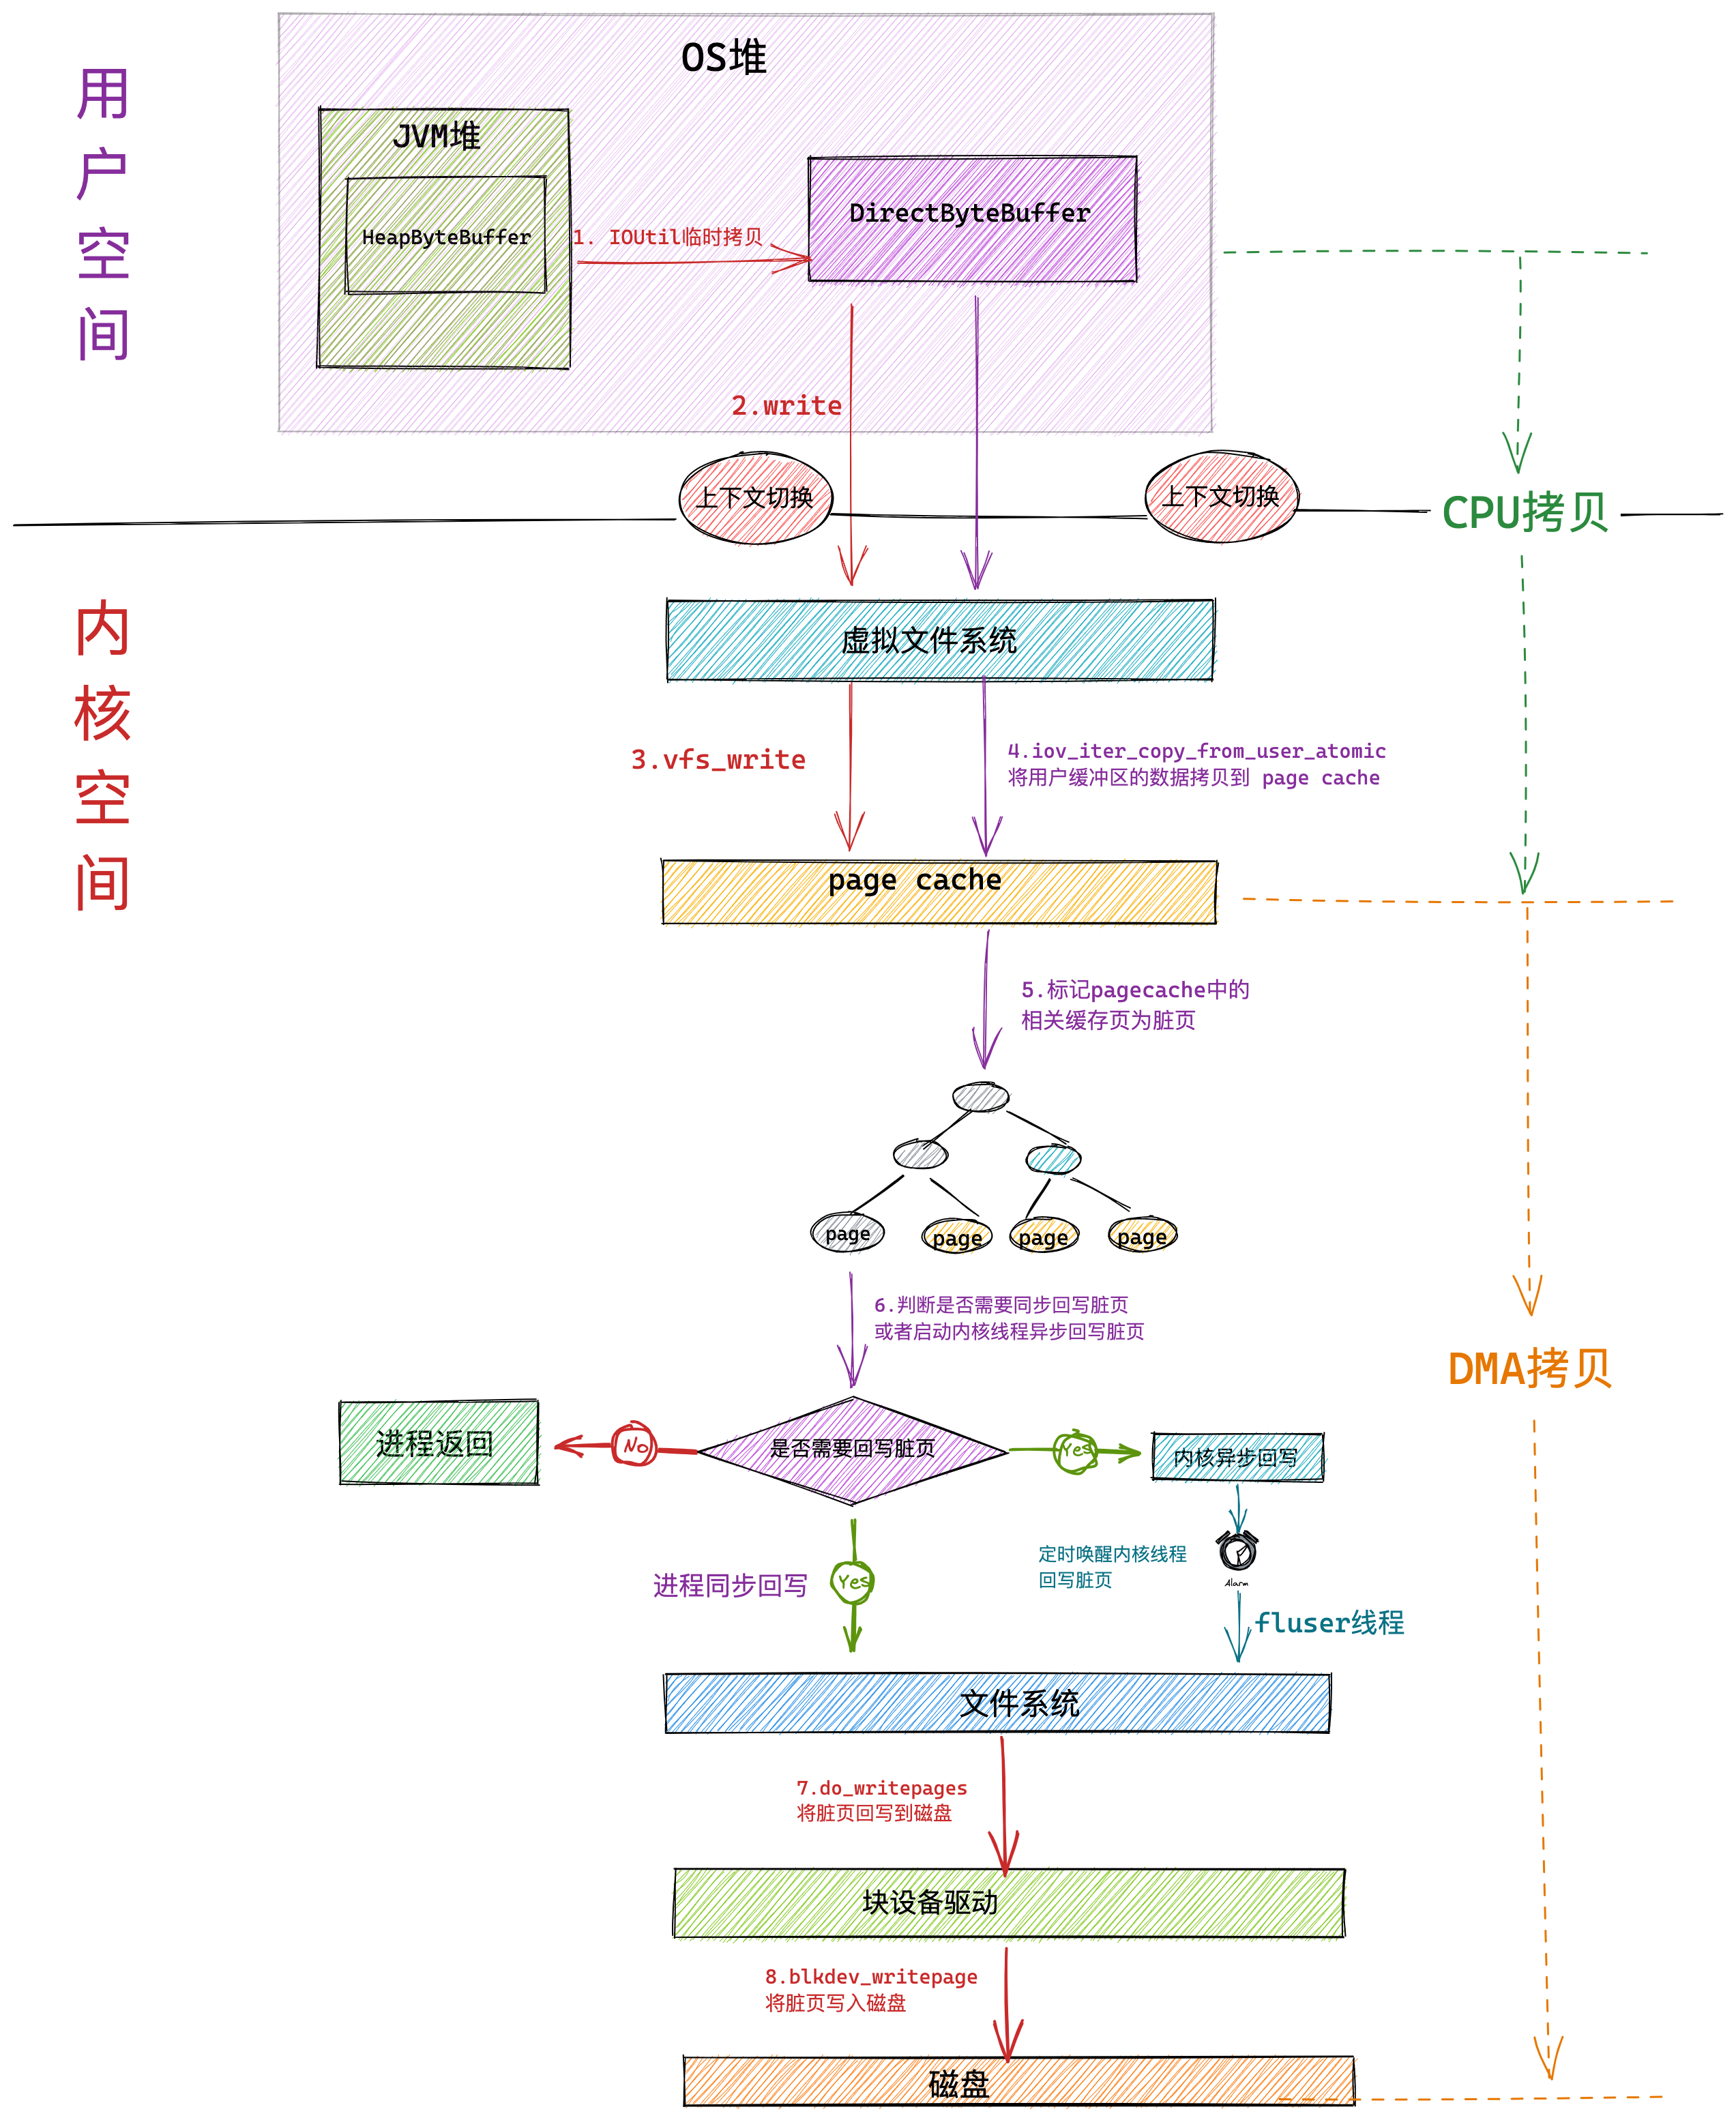 OS堆
用户空间
JVM堆
HeapByteBuffer
1. IOUtil临时拷贝
DirectByteBuffer
2.write
上下文切换
上下文切换
CPU拷贝
内核空间
虚拟文件系统
3.vfs_write
4.iov_iter_copy_from_user_atomic
将用户缓冲区的数据拷贝到 page cache
page cache
5.标记pagecache中的
相关缓存页为脏页
page
page
page
page
6.判断是否需要同步回写脏页
或者启动内核线程异步回写脏页
DMA拷贝
进程返回
No
是否需要回写脏页
Yes
内核异步回写
定时唤醒内核线程
回写脏页
Alarm
进程同步回写
Yes
fluser线程
文件系统
7.do_writepages
将脏页回写到磁盘
块设备驱动
8.blkdev_writepage
将脏页写入磁盘
磁盘